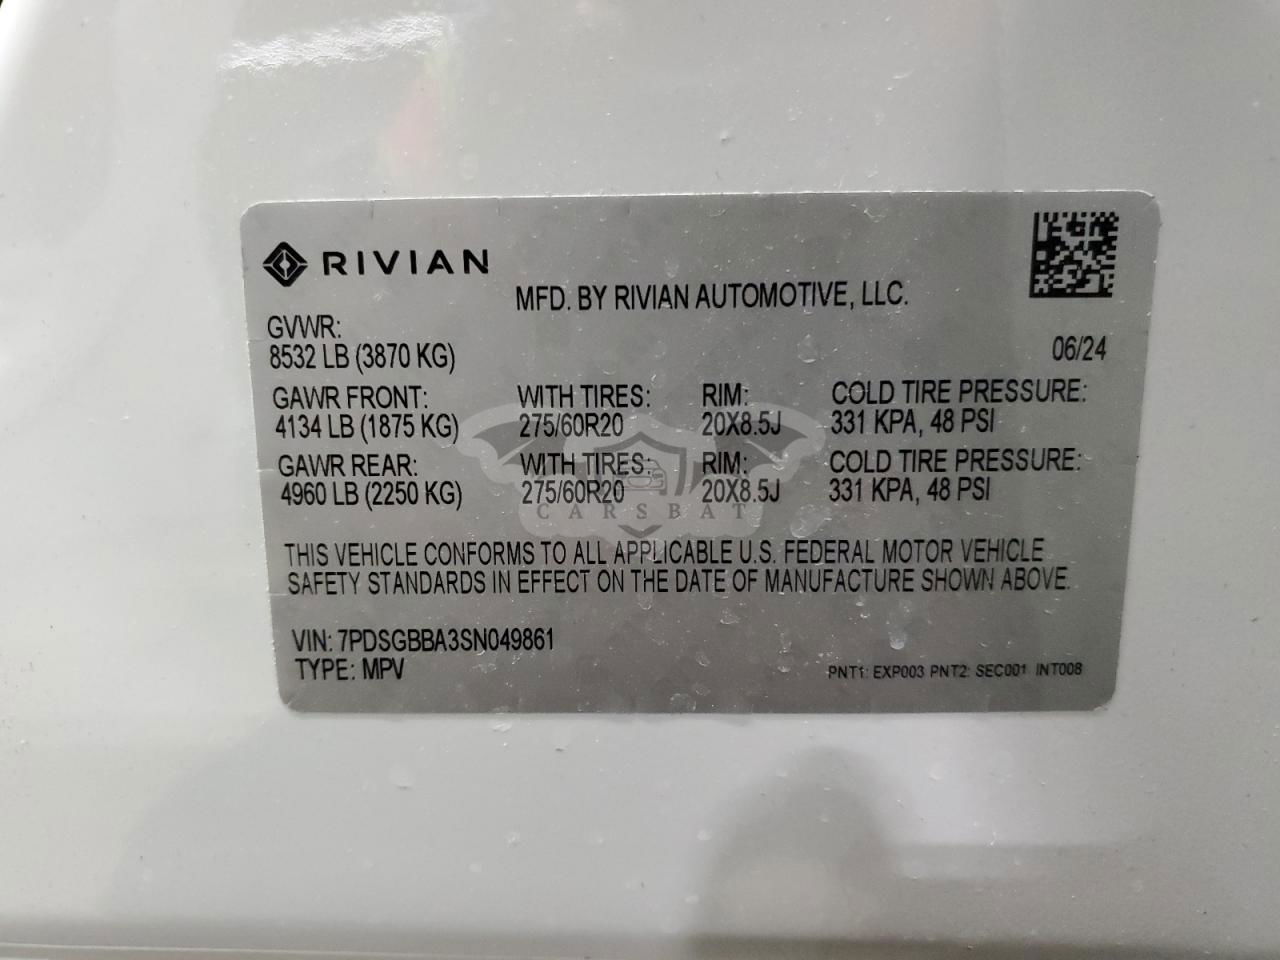 RIVIAN
MFD. BY RIVIAN AUTOMOTIVE, LLC.
GVWR:
8532 LB (3870 KG) 06/24
GAWR FRONT: WITH TIRES: RIM: COLD TIRE PRESSURE:
4134 LB (1875 KG) 275/60R20 20X8.5J 331 KPA, 48 PSI
GAWR REAR: WITH TIRES: RIM: COLD TIRE PRESSURE:
4960 LB (2250 KG) 275/60R20 20X8.5J 331 KPA, 48 PSI
CARSBAT
THIS VEHICLE CONFORMS TO ALL APPLICABLE U.S. FEDERAL MOTOR VEHICLE
SAFETY STANDARDS IN EFFECT ON THE DATE OF MANUFACTURE SHOWN ABOVE.
VIN: 7PDSGBBA3SN049861
TYPE: MPV PNT1: EXP003 PNT2: SEC001 INT008